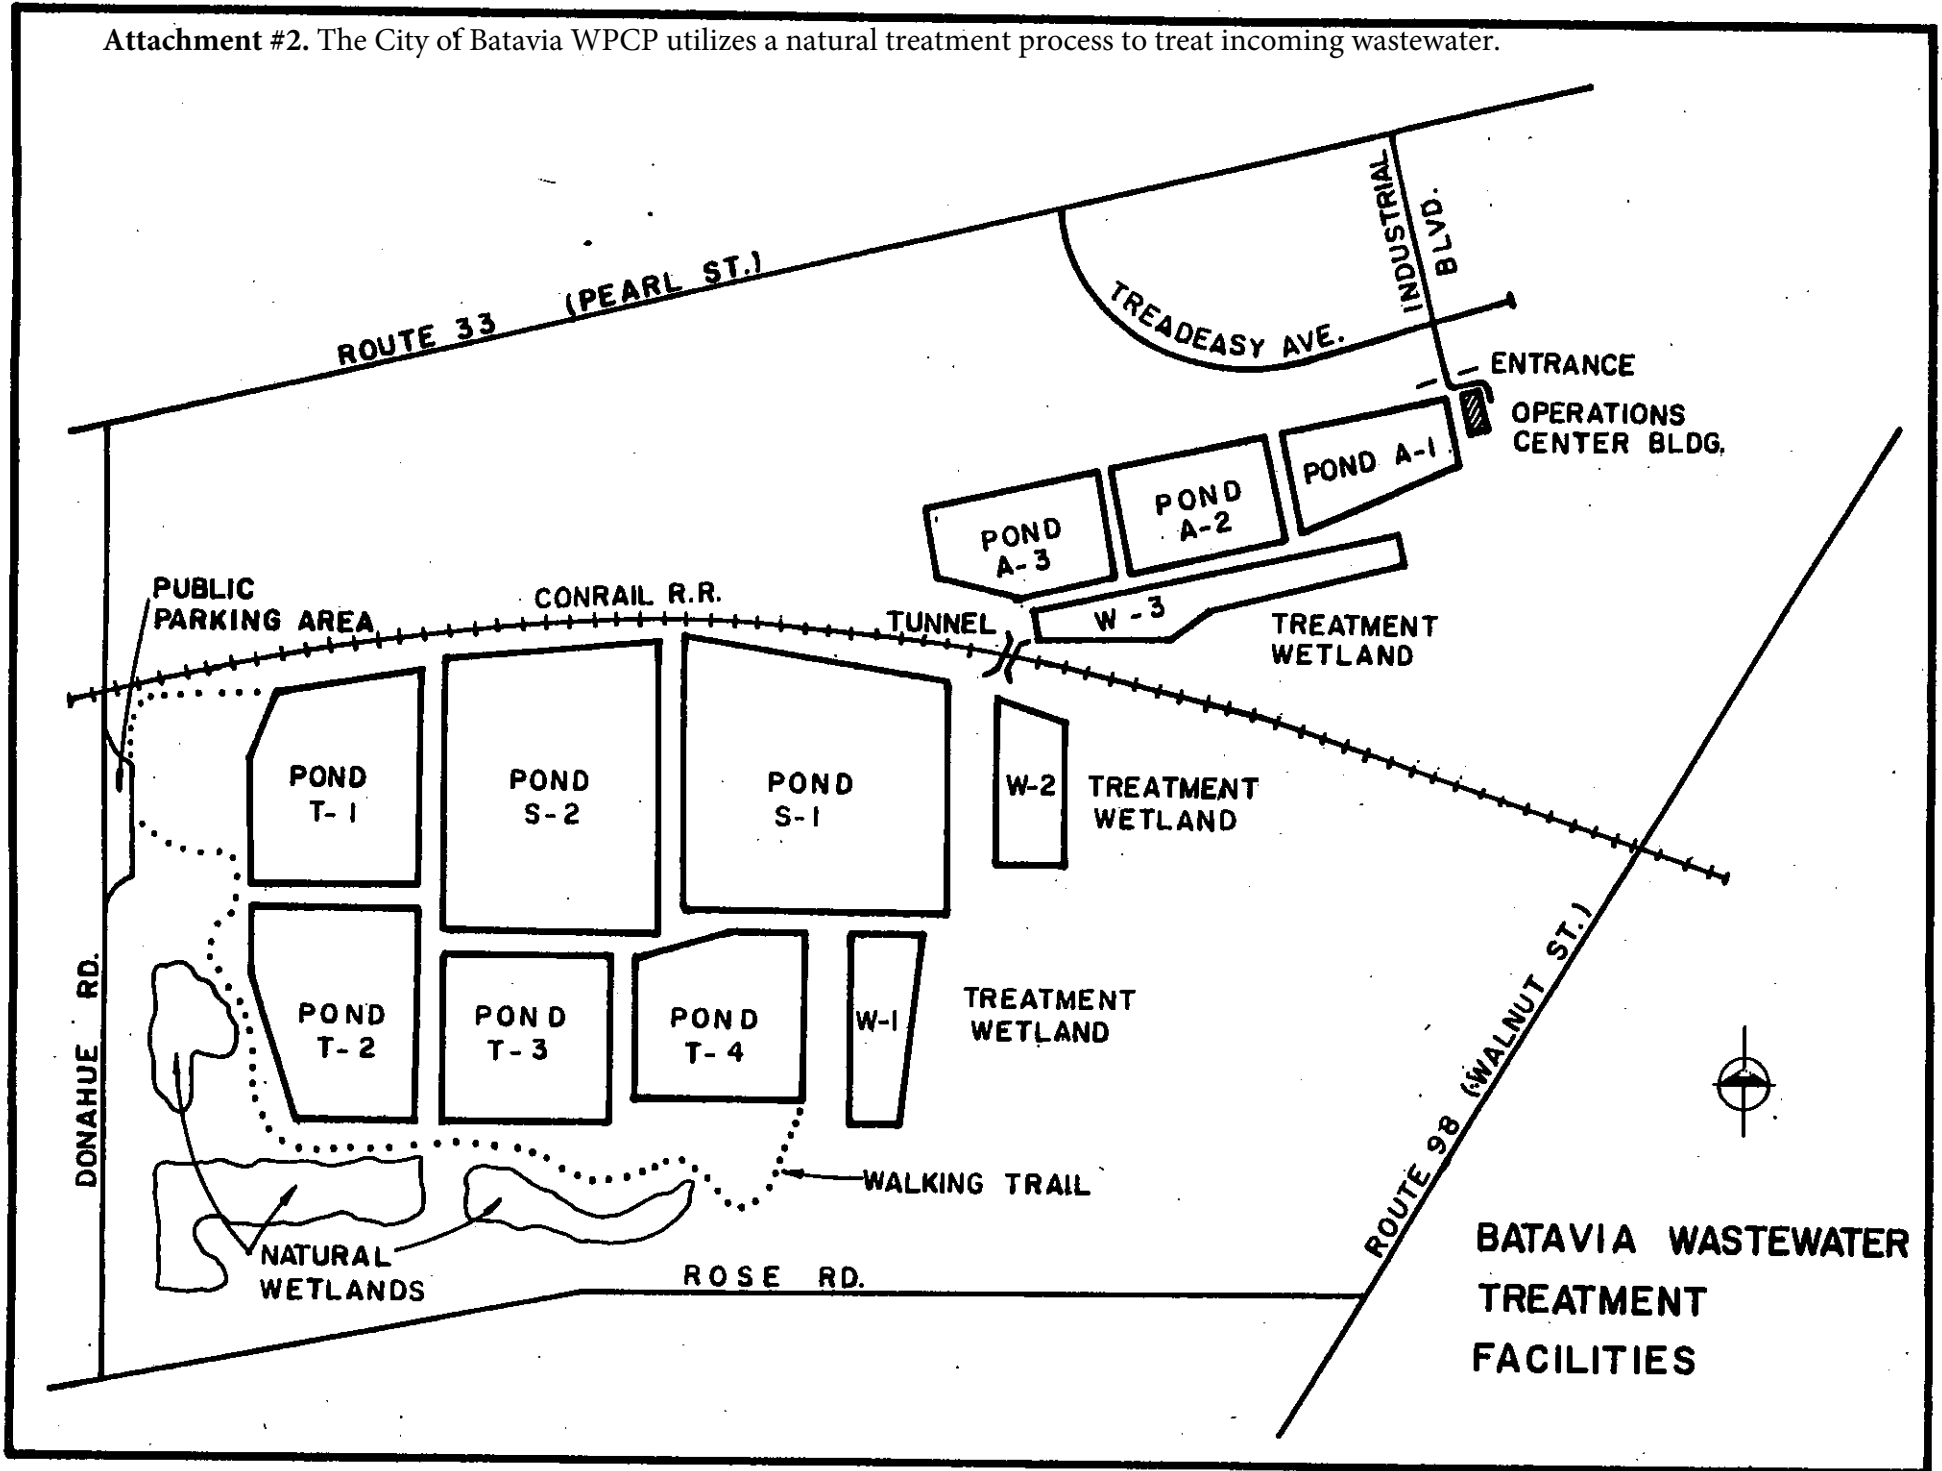 Attachment #2. The City of Batavia WPCP utilizes a natural treatment process to treat incoming wastewater.
INDUSTRIAL
BLVD.
ROUTE 33 (PEARL ST.)
TREADEASY AVE.
ENTRANCE
OPERATIONS
CENTER BLDG.
POND A-1
POND
A-2
POND
A-3
PUBLIC
PARKING AREA
CONRAIL R.R.
TUNNEL
W-3
TREATMENT
WETLAND
POND
T-1
POND
S-2
POND
S-1
W-2
TREATMENT
WETLAND
DONAHUE RD.
POND
T-2
POND
T-3
POND
T-4
W-1
TREATMENT
WETLAND
ROUTE 98 (WALNUT ST.)
WALKING TRAIL
NATURAL
WETLANDS
ROSE RD.
BATAVIA WASTEWATER
TREATMENT
FACILITIES